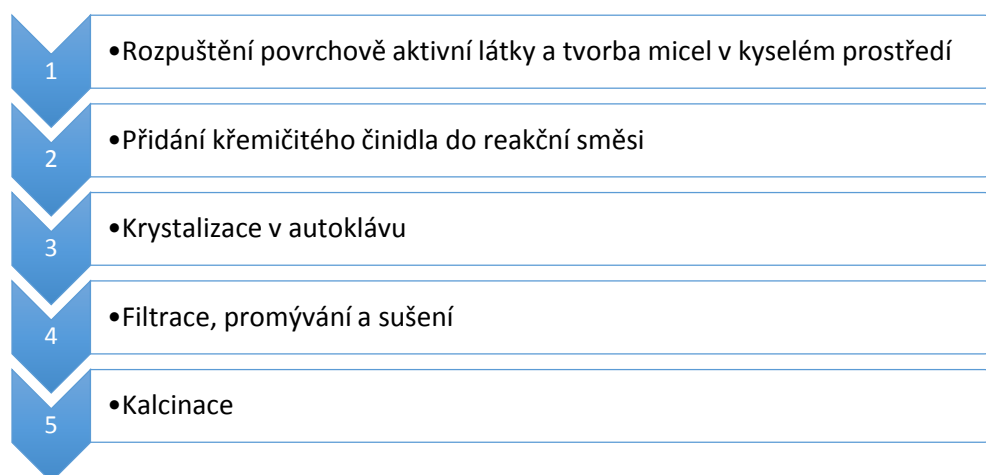 1
•Rozpuštění povrchově aktivní látky a tvorba micel v kyselém prostředí
2
•Přidání křemičitého činidla do reakční směsi
3
•Krystalizace v autoklávu
4
•Filtrace, promývání a sušení
5
•Kalcinace